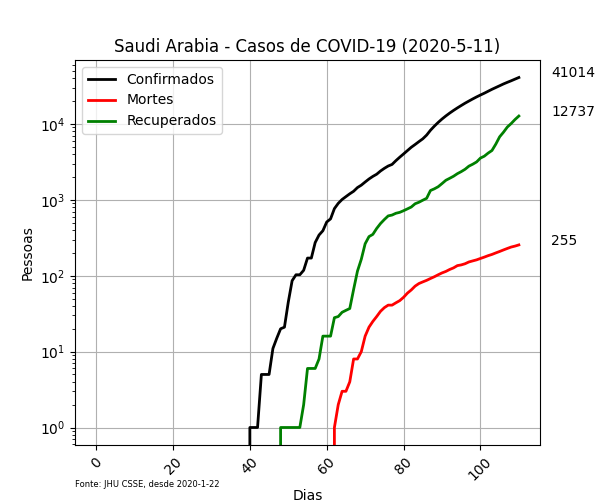 Saudi Arabia - Casos de COVID-19 (2020-5-11)
Confirmados
Mortes
Recuperados
41014
12737
255
Pessoas
10⁴
10³
10²
10¹
10⁰
0 20 40 60 80 100
Fonte: JHU CSSE, desde 2020-1-22
Dias